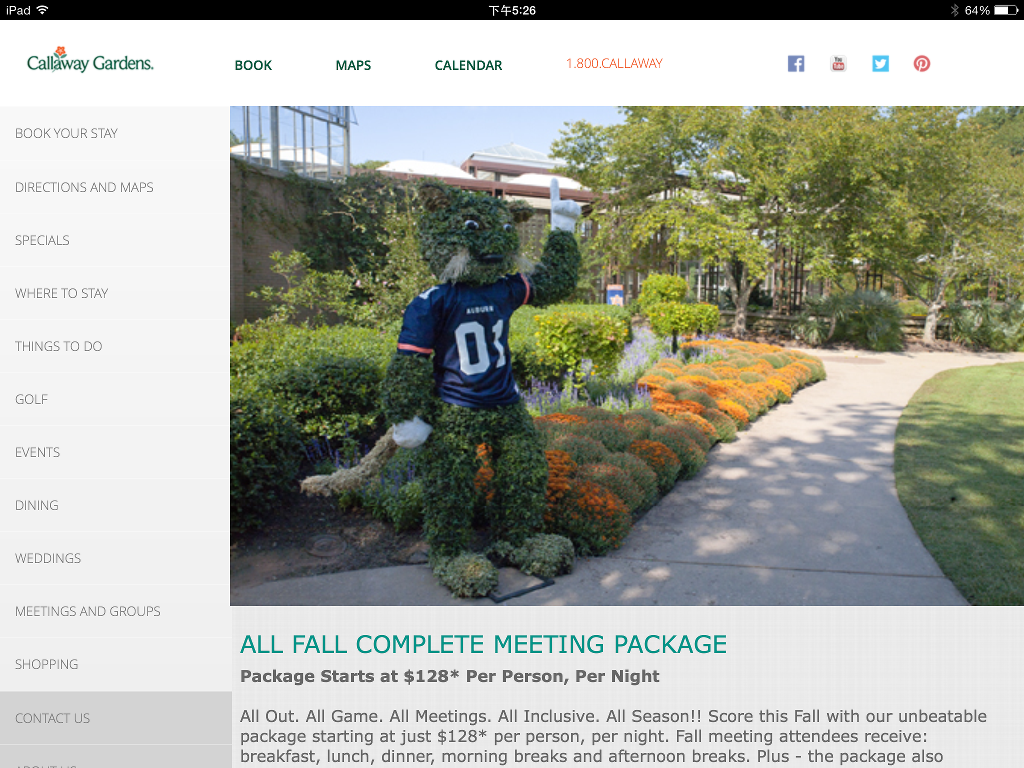 iPad 下午5:26 64%
Callaway Gardens.
BOOK MAPS CALENDAR 1.800.CALLAWAY
You Tube
BOOK YOUR STAY
DIRECTIONS AND MAPS
SPECIALS
WHERE TO STAY
THINGS TO DO
GOLF
EVENTS
DINING
WEDDINGS
MEETINGS AND GROUPS
SHOPPING
CONTACT US
ABOUT US
AUBURN
01
ALL FALL COMPLETE MEETING PACKAGE
Package Starts at $128* Per Person, Per Night
All Out. All Game. All Meetings. All Inclusive. All Season!! Score this Fall with our unbeatable
package starting at just $128* per person, per night. Fall meeting attendees receive:
breakfast, lunch, dinner, morning breaks and afternoon breaks. Plus - the package also